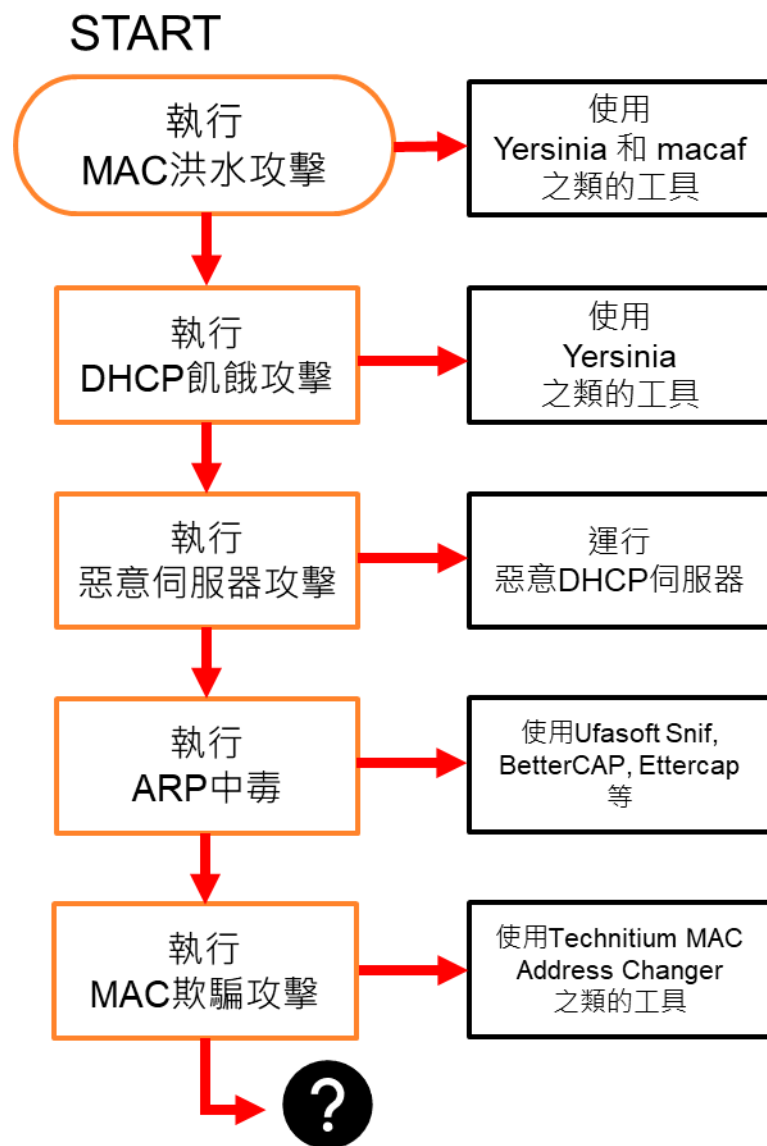 START
執行
MAC洪水攻擊
使用
Yersinia 和 macaf
之類的工具
執行
DHCP飢餓攻擊
使用
Yersinia
之類的工具
執行
惡意伺服器攻擊
運行
惡意DHCP伺服器
執行
ARP中毒
使用Ufasoft Snif,
BetterCAP, Ettercap
等
執行
MAC欺騙攻擊
使用Technitium MAC
Address Changer
之類的工具
?